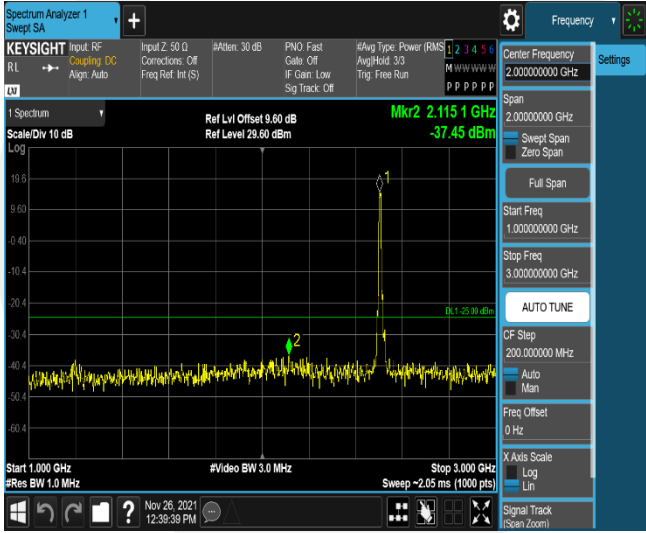 Spectrum Analyzer 1
Swept SA
+
Frequency
KEYSIGHT
RL
LXI
Input: RF
Coupling: DC
Align: Auto
Input Z: 50 Ω
Corrections: Off
Freq Ref: Int (S)
#Atten: 30 dB
PNO: Fast
Gate: Off
IF Gain: Low
Sig Track: Off
#Avg Type: Power (RMS
Avg|Hold: 3/3
Trig: Free Run
1 2 3 4 5 6
M W W W W W
P P P P P P
1 Spectrum
Scale/Div 10 dB
Log
Ref Lvl Offset 9.60 dB
Ref Level 29.60 dBm
Mkr2 2.115 1 GHz
-37.45 dBm
19.6
9.60
-0.40
-10.4
-20.4
-30.4
-40.4
-50.4
-60.4
1
DL1 -25.00 dBm
2
Start 1.000 GHz
#Res BW 1.0 MHz
#Video BW 3.0 MHz
Stop 3.000 GHz
Sweep ~2.05 ms (1000 pts)
?
Nov 26, 2021
12:39:39 PM
Center Frequency
2.000000000 GHz
Settings
Span
2.00000000 GHz
Swept Span
Zero Span
Full Span
Start Freq
1.000000000 GHz
Stop Freq
3.000000000 GHz
AUTO TUNE
CF Step
200.000000 MHz
Auto
Man
Freq Offset
0 Hz
X Axis Scale
Log
Lin
Signal Track
(Span Zoom)